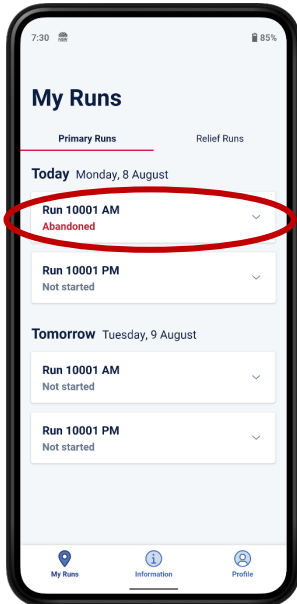 7:30 85%
My Runs
Primary Runs Relief Runs
Today Monday, 8 August
Run 10001 AM
Abandoned
Run 10001 PM
Not started
Tomorrow Tuesday, 9 August
Run 10001 AM
Not started
Run 10001 PM
Not started
My Runs Information Profile